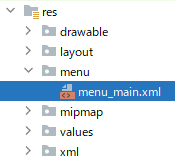 res
drawable
layout
menu
menu_main.xml
mipmap
values
xml